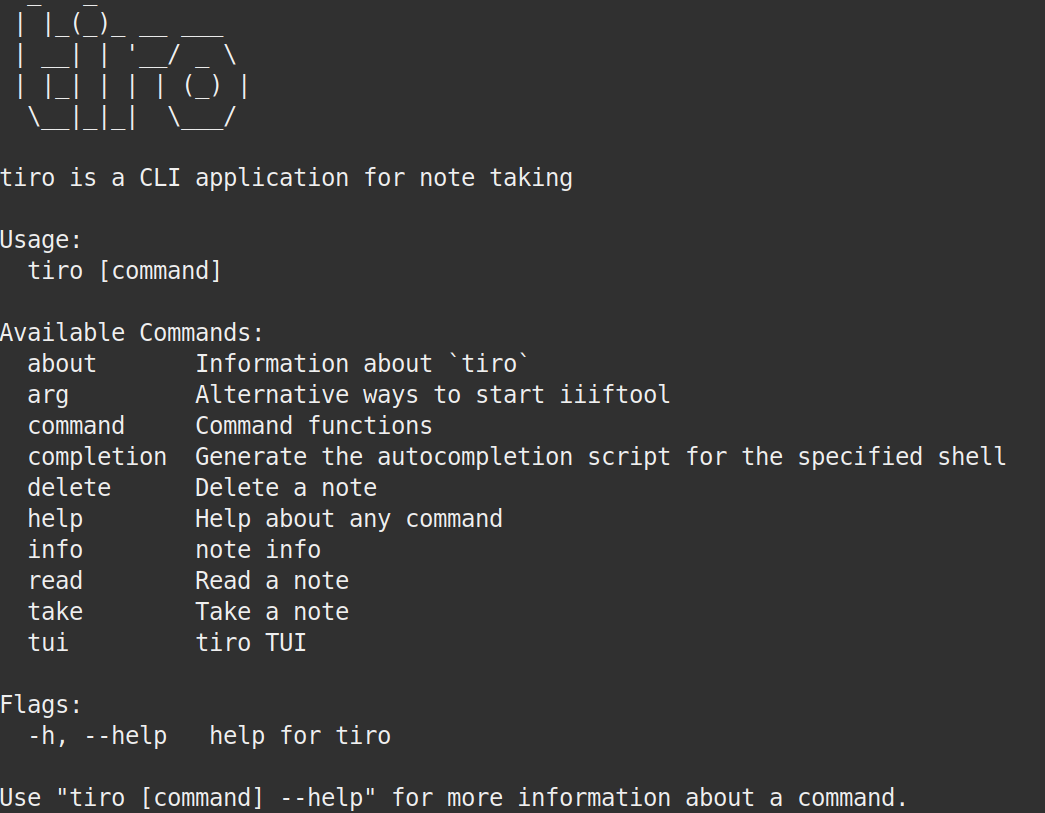 _   _
 | |_(_)_ __ ___
 | __| | '__/ _ \
 | |_| | | | (_) |
  \__|_|_|  \___/

tiro is a CLI application for note taking

Usage:
  tiro [command]

Available Commands:
  about       Information about `tiro`
  arg         Alternative ways to start iiiftool
  command     Command functions
  completion  Generate the autocompletion script for the specified shell
  delete      Delete a note
  help        Help about any command
  info        note info
  read        Read a note
  take        Take a note
  tui         tiro TUI

Flags:
  -h, --help   help for tiro

Use "tiro [command] --help" for more information about a command.